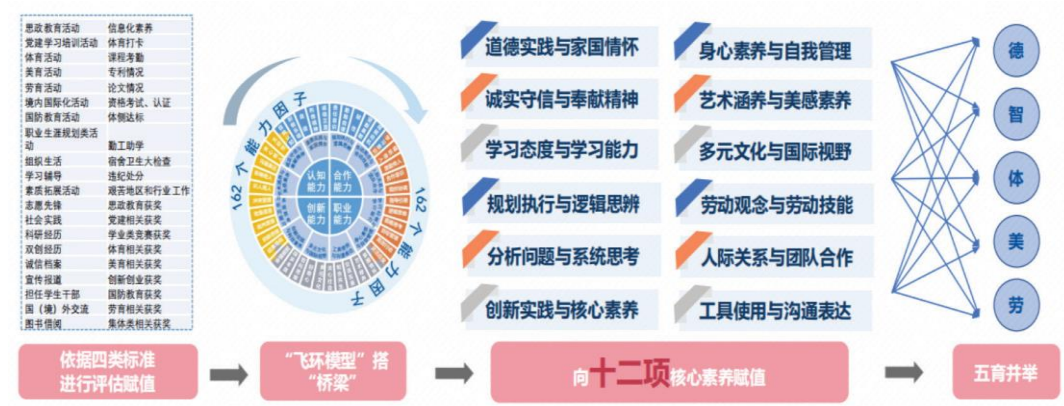 思政教育活动 信息化素养
党建学习培训活动 体育打卡
体育活动 课程考勤
美育活动 专利情况
劳育活动 论文情况
境内国际化活动 资格考试、认证
国防教育活动 体侧达标
职业生涯规划类活
动 勤工助学
组织生活 宿舍卫生大检查
学习辅导 违纪处分
素质拓展活动 艰苦地区和行业工作
志愿先锋 思政教育获奖
社会实践 党建相关获奖
科研经历 学业类竞赛获奖
双创经历 体育相关获奖
诚信档案 美育相关获奖
宣传报道 创新创业获奖
担任学生干部 国防教育获奖
国（境）外交流 劳育相关获奖
图书借阅 集体类相关获奖
依据四类标准
进行评估赋值
62个能力因子
62个能力因子
认知
能力
合作
能力
创新
能力
职业
能力
“飞环模型”搭
“桥梁”
道德实践与家国情怀
诚实守信与奉献精神
学习态度与学习能力
规划执行与逻辑思辨
分析问题与系统思考
创新实践与核心素养
身心素养与自我管理
艺术涵养与美感素养
多元文化与国际视野
劳动观念与劳动技能
人际关系与团队合作
工具使用与沟通表达
向十二项核心素养赋值
德
智
体
美
劳
五育并举